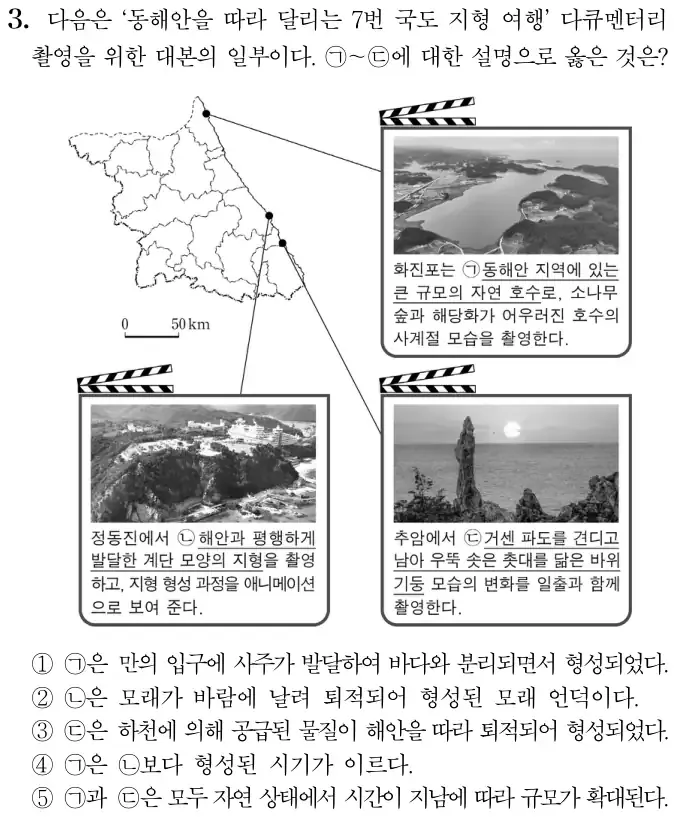 3. 다음은 ‘동해안을 따라 달리는 7번 국도 지형 여행’ 다큐멘터리
촬영을 위한 대본의 일부이다. ㉠~㉢에 대한 설명으로 옳은 것은?
화진포는 ㉠동해안 지역에 있는
큰 규모의 자연 호수로, 소나무
숲과 해당화가 어우러진 호수의
사계절 모습을 촬영한다.
0 50km
정동진에서 ㉡해안과 평행하게
발달한 계단 모양의 지형을 촬영
하고, 지형 형성 과정을 애니메이션
으로 보여 준다.
추암에서 ㉢거센 파도를 견디고
남아 우뚝 솟은 촛대를 닮은 바위
기둥 모습의 변화를 일출과 함께
촬영한다.
① ㉠은 만의 입구에 사주가 발달하여 바다와 분리되면서 형성되었다.
② ㉡은 모래가 바람에 날려 퇴적되어 형성된 모래 언덕이다.
③ ㉢은 하천에 의해 공급된 물질이 해안을 따라 퇴적되어 형성되었다.
④ ㉠은 ㉡보다 형성된 시기가 이르다.
⑤ ㉠과 ㉢은 모두 자연 상태에서 시간이 지남에 따라 규모가 확대된다.